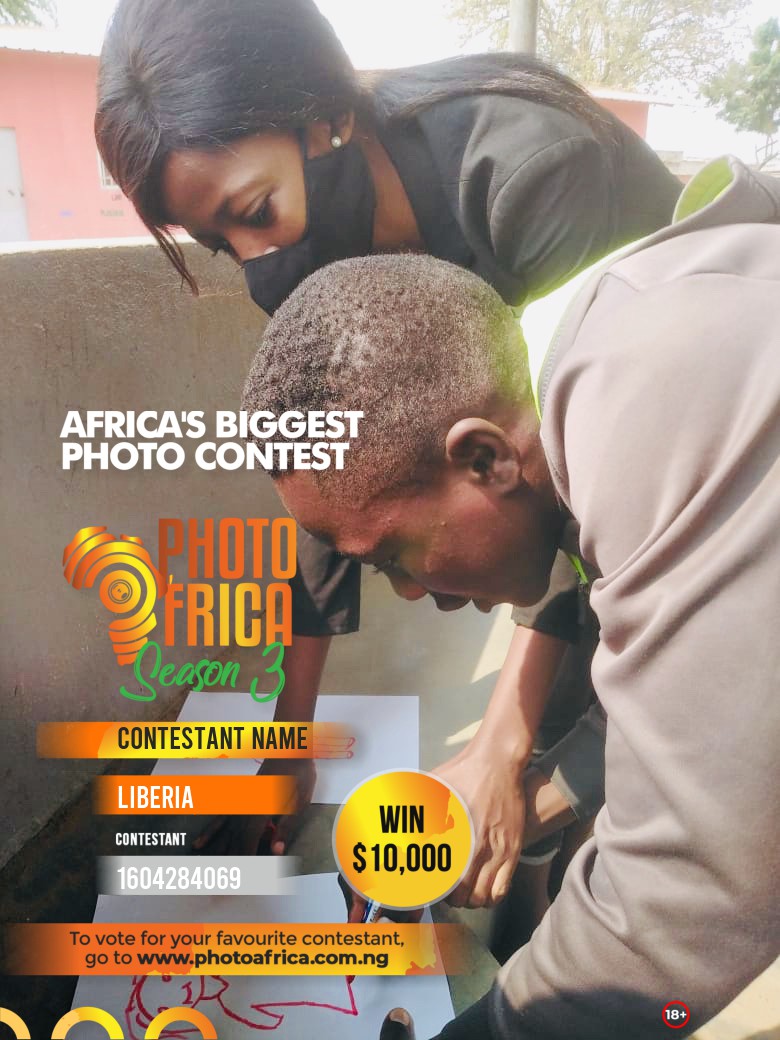 AFRICA'S BIGGEST
PHOTO CONTEST
PHOTO
AFRICA
Season 3
CONTESTANT NAME
LIBERIA
CONTESTANT
1604284069
WIN
$10,000
To vote for your favourite contestant,
go to www.photoafrica.com.ng
18+